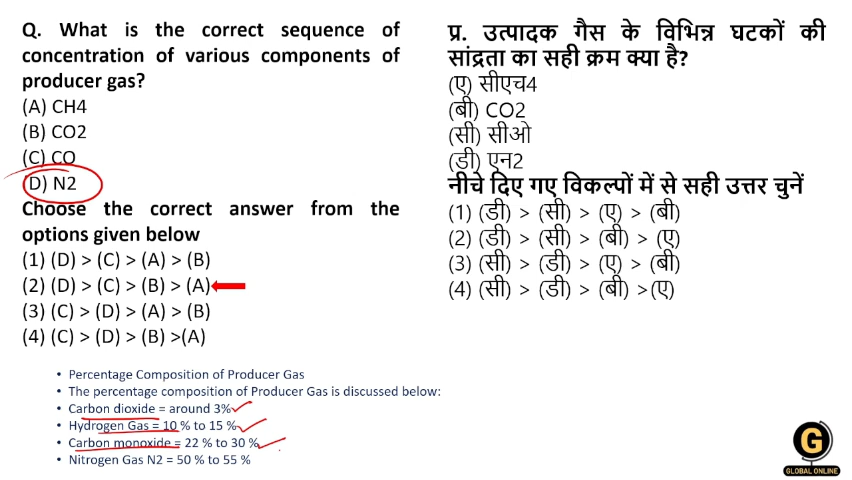 Q. What is the correct sequence of
concentration of various components of
producer gas?
(A) CH4
(B) CO2
(C) CO
(D) N2
Choose the correct answer from the
options given below
(1) (D) > (C) > (A) > (B)
(2) (D) > (C) > (B) > (A)
(3) (C) > (D) > (A) > (B)
(4) (C) > (D) > (B) >(A)
प्र. उत्पादक गैस के विभिन्न घटकों की
सांद्रता का सही क्रम क्या है?
(ए) सीएच4
(बी) CO2
(सी) सीओ
(डी) एन2
नीचे दिए गए विकल्पों में से सही उत्तर चुनें
(1) (डी) > (सी) > (ए) > (बी)
(2) (डी) > (सी) > (बी) > (ए)
(3) (सी) > (डी) > (ए) > (बी)
(4) (सी) > (डी) > (बी) >(ए)
• Percentage Composition of Producer Gas
• The percentage composition of Producer Gas is discussed below:
• Carbon dioxide = around 3%
• Hydrogen Gas = 10 % to 15 %
• Carbon monoxide = 22 % to 30 %
• Nitrogen Gas N2 = 50 % to 55 %
G
GLOBAL ONLINE